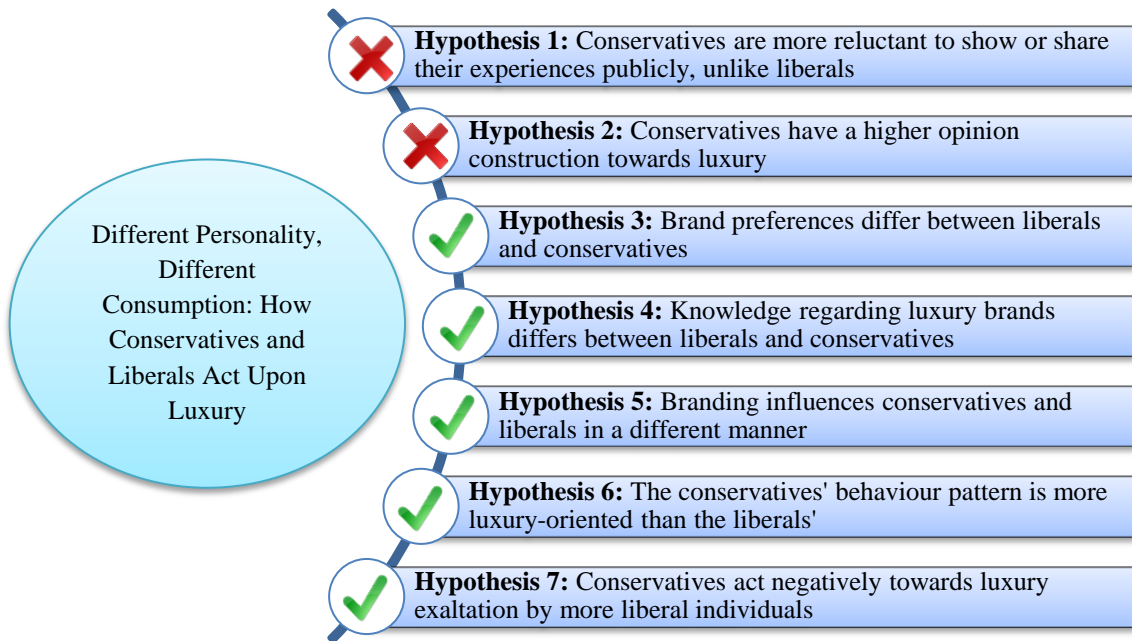 Different Personality,
Different
Consumption: How
Conservatives and
Liberals Act Upon
Luxury
Hypothesis 1: Conservatives are more reluctant to show or share
their experiences publicly, unlike liberals
Hypothesis 2: Conservatives have a higher opinion
construction towards luxury
Hypothesis 3: Brand preferences differ between liberals
and conservatives
Hypothesis 4: Knowledge regarding luxury brands
differs between liberals and conservatives
Hypothesis 5: Branding influences conservatives and
liberals in a different manner
Hypothesis 6: The conservatives' behaviour pattern is more
luxury-oriented than the liberals'
Hypothesis 7: Conservatives act negatively towards luxury
exaltation by more liberal individuals